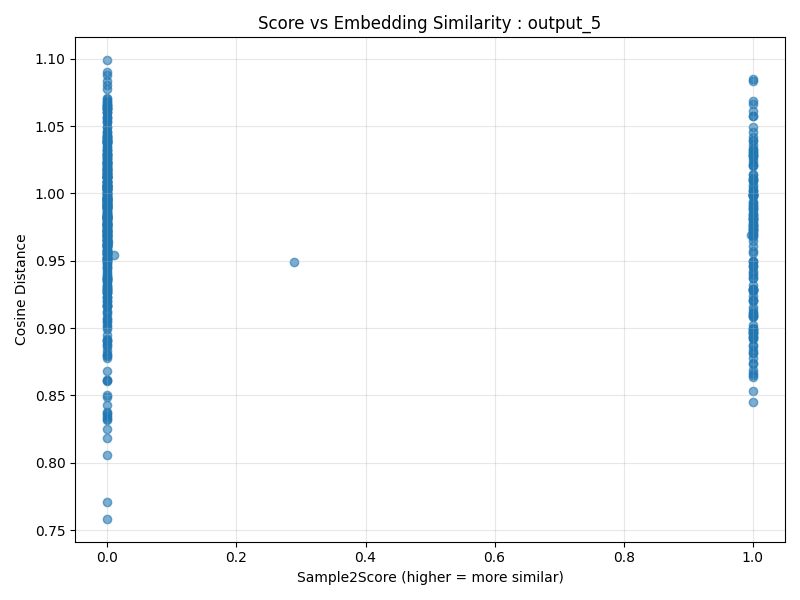 Score vs Embedding Similarity : output_5
Cosine Distance
1.10
1.05
1.00
0.95
0.90
0.85
0.80
0.75
0.0 0.2 0.4 0.6 0.8 1.0
Sample2Score (higher = more similar)